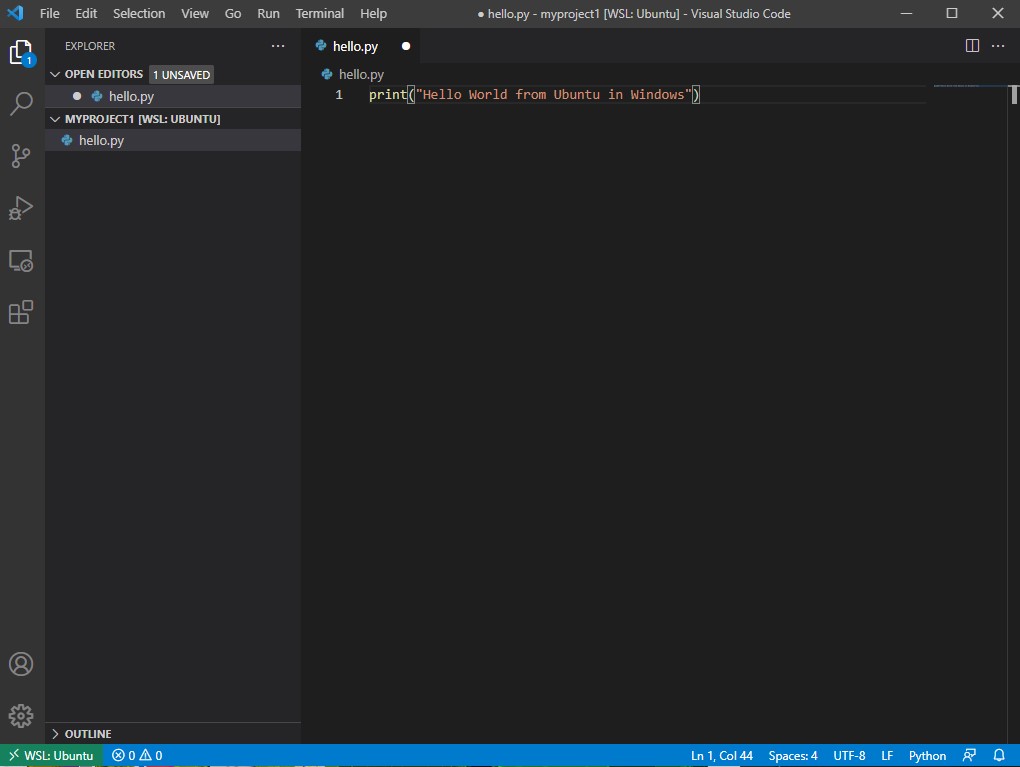 File Edit Selection View Go Run Terminal Help ● hello.py - myproject1 [WSL: Ubuntu] - Visual Studio Code
EXPLORER ...
1
OPEN EDITORS 1 UNSAVED
● hello.py
MYPROJECT1 [WSL: UBUNTU]
hello.py
OUTLINE
hello.py ●
hello.py
1 print("Hello World from Ubuntu in Windows")
WSL: Ubuntu 0 0 Ln 1, Col 44 Spaces: 4 UTF-8 LF Python